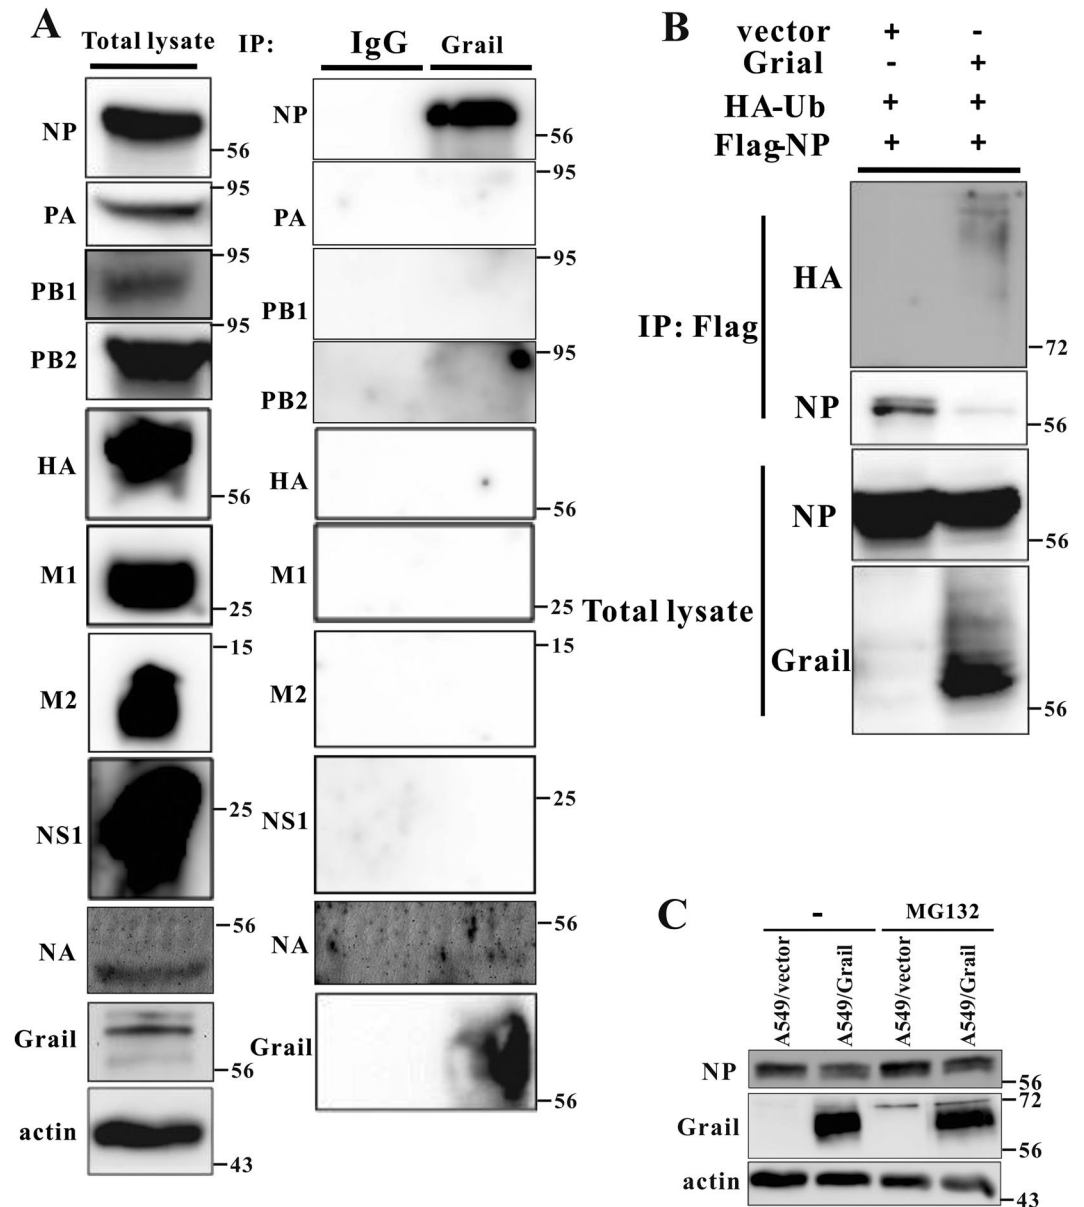 A
Total lysate IP: IgG Grail
NP 56 NP 56
PA 95 PA 95
PB1 95 PB1 95
PB2 95 PB2 95
HA 56 HA 56
M1 25 M1 25
M2 15 M2 15
NS1 25 NS1 25
NA 56 NA 56
Grail 56 Grail 56
actin 43
B
vector + -
Grial - +
HA-Ub + +
Flag-NP + +
IP: Flag
HA 72
NP 56
Total lysate
NP 56
Grail 56
C
- MG132
A549/vector A549/Grail A549/vector A549/Grail
NP 56
72
Grail 56
actin 43